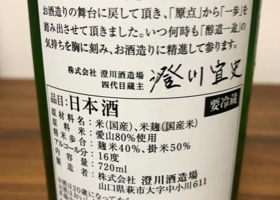 お酒造りの舞台に戻して頂き、「原点」から「一歩」を
踏み出させて頂きました。いつ何時も「酔道一途」の
気持ちを胸に刻み、お酒造りに精進して参ります。
株式会社 澄川酒造場
四代目蔵主 澄川宜史
品目:日本酒
要冷蔵
原材料名:米(国産)、米麹(国産米)
原料米:山田錦80%使用
精米歩合:麹米40%、掛米50%
アルコール分:16度
内容量:720ml
製造者:株式会社 澄川酒造場
山口県萩市大字中小川611